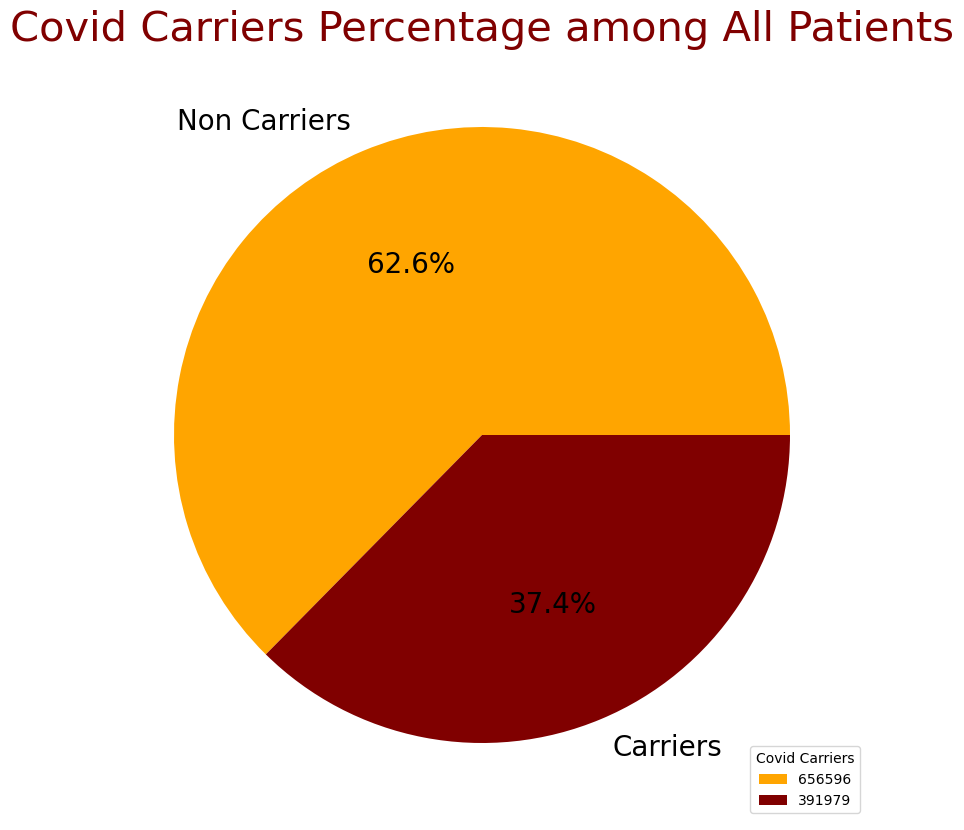 Covid Carriers Percentage among All Patients
Non Carriers
62.6%
37.4%
Carriers
Covid Carriers
656596
391979